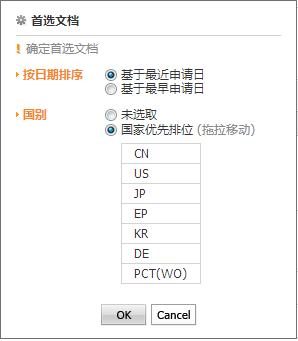 首选文档
确定首选文档
按日期排序
基于最近申请日
基于最早申请日
国别
未选取
国家优先排位 (拖拉移动)
CN
US
JP
EP
KR
DE
PCT(WO)
OK Cancel